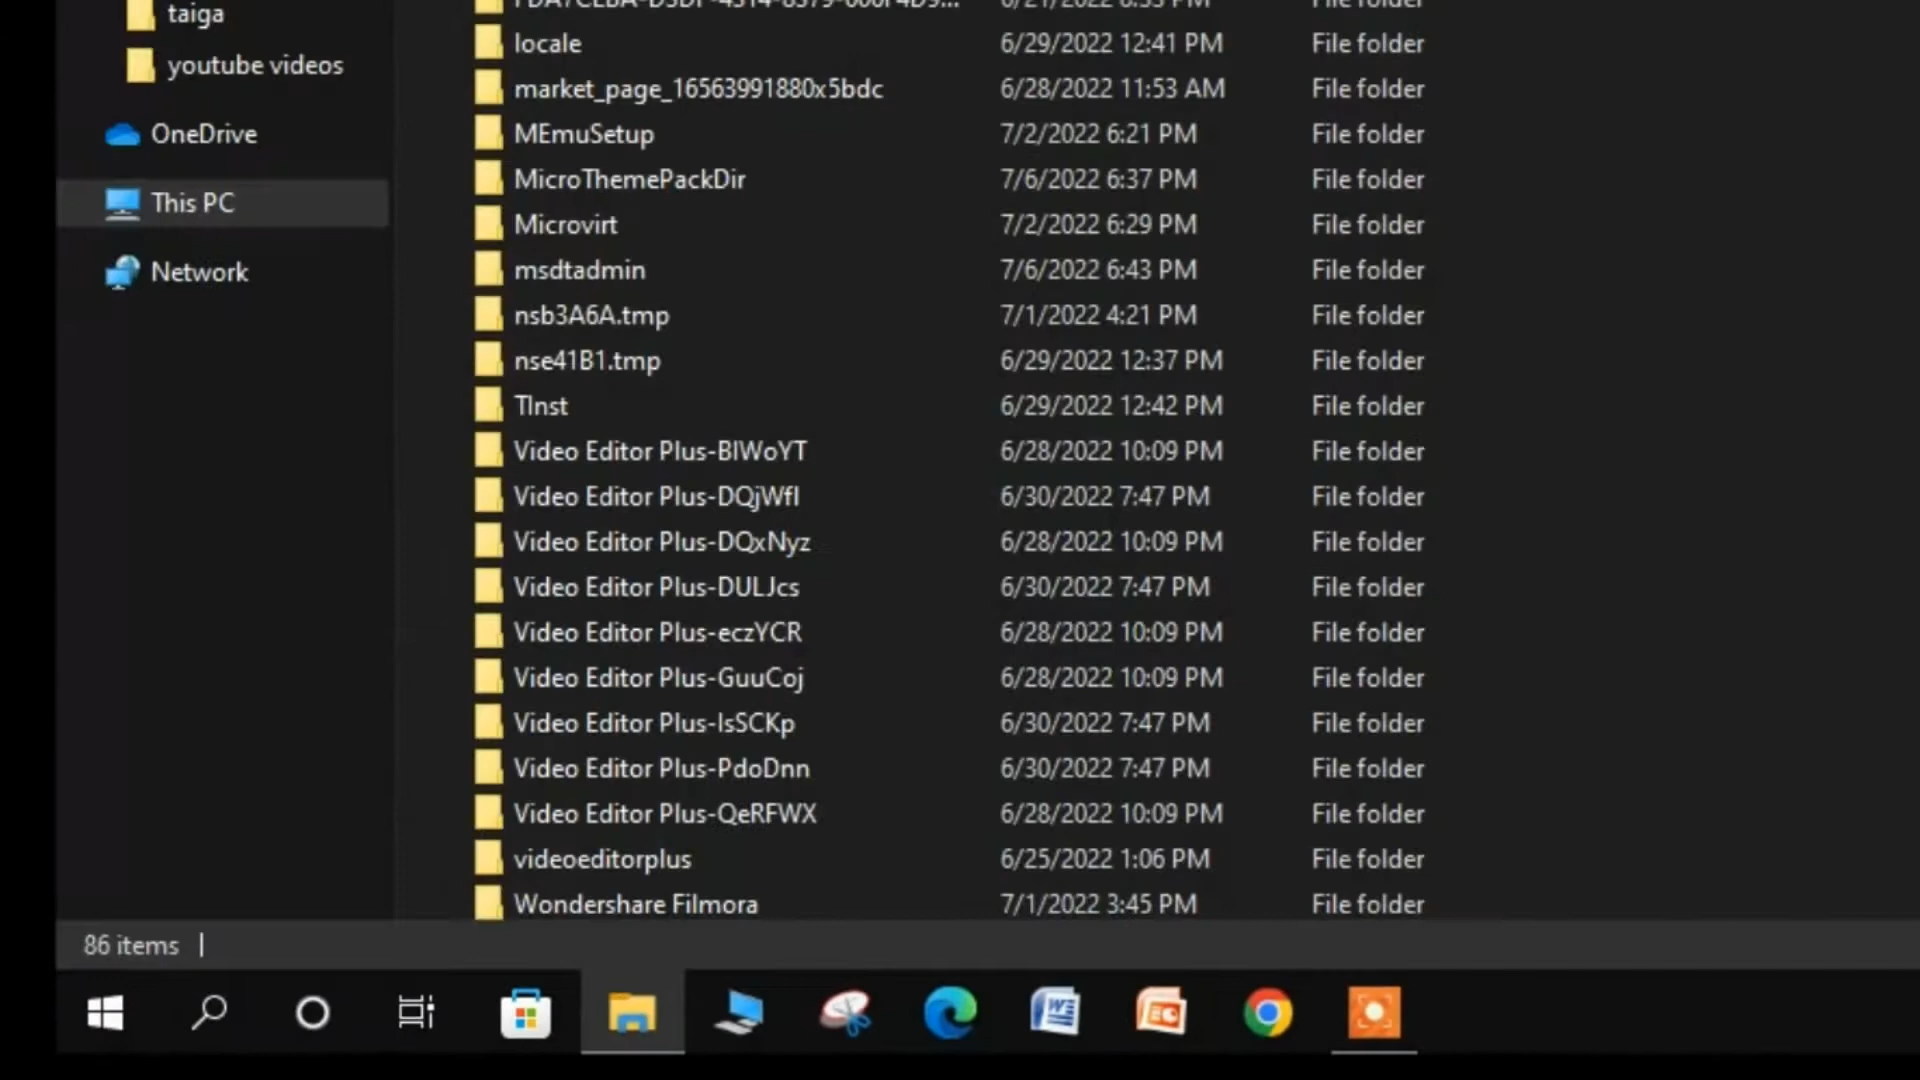 taiga
youtube videos
OneDrive
This PC
Network
locale 6/29/2022 12:41 PM File folder
market_page_16563991880x5bdc 6/28/2022 11:53 AM File folder
MEmuSetup 7/2/2022 6:21 PM File folder
MicroThemePackDir 7/6/2022 6:37 PM File folder
Microvirt 7/2/2022 6:29 PM File folder
msdtadmin 7/6/2022 6:43 PM File folder
nsb3A6A.tmp 7/1/2022 4:21 PM File folder
nse41B1.tmp 6/29/2022 12:37 PM File folder
TInst 6/29/2022 12:42 PM File folder
Video Editor Plus-BIWoYT 6/28/2022 10:09 PM File folder
Video Editor Plus-DQjWfI 6/30/2022 7:47 PM File folder
Video Editor Plus-DQxNyz 6/28/2022 10:09 PM File folder
Video Editor Plus-DULJcs 6/30/2022 7:47 PM File folder
Video Editor Plus-eczYCR 6/28/2022 10:09 PM File folder
Video Editor Plus-GuuCoj 6/28/2022 10:09 PM File folder
Video Editor Plus-IsSCKp 6/30/2022 7:47 PM File folder
Video Editor Plus-PdoDnn 6/30/2022 7:47 PM File folder
Video Editor Plus-QeRFWX 6/28/2022 10:09 PM File folder
videoeditorplus 6/25/2022 1:06 PM File folder
Wondershare Filmora 7/1/2022 3:45 PM File folder
86 items